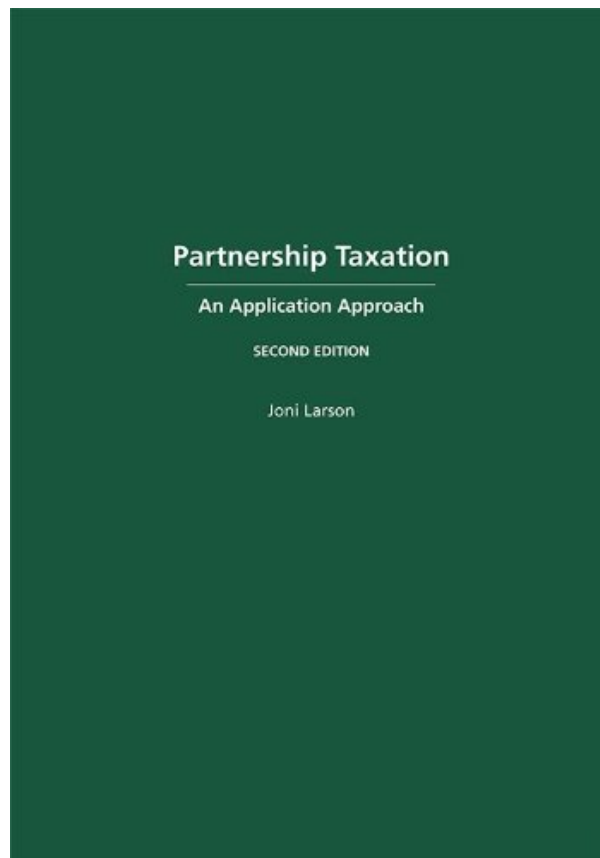 Partnership Taxation
An Application Approach
SECOND EDITION
Joni Larson